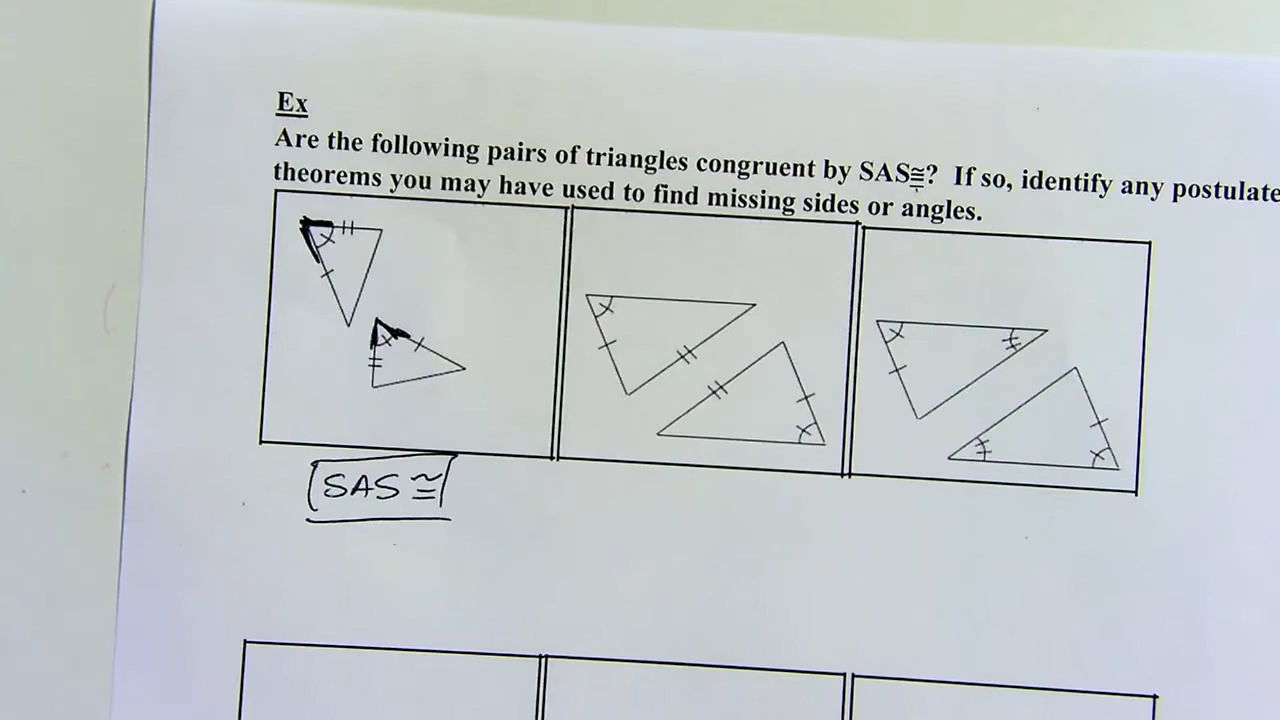 Ex
Are the following pairs of triangles congruent by SAS≅? If so, identify any postulate
theorems you may have used to find missing sides or angles.
SAS ≅